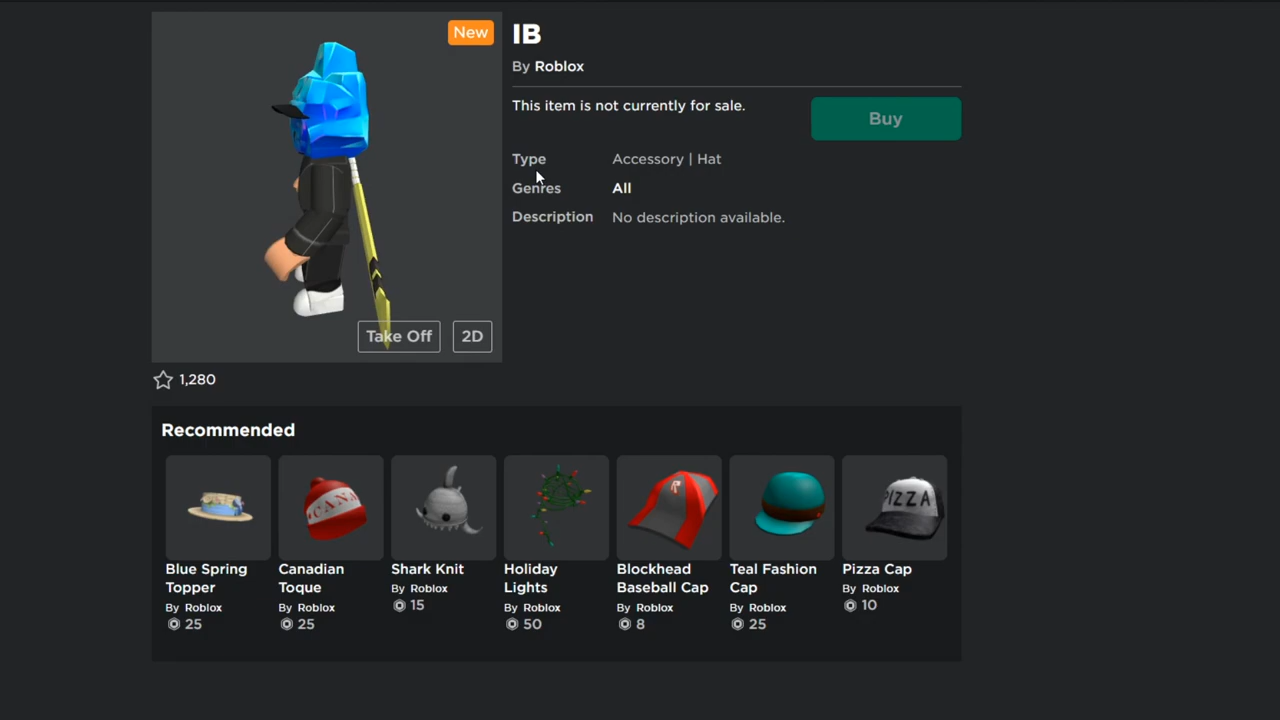 New
IB
By Roblox
This item is not currently for sale.
Buy
Type Accessory | Hat
Genres All
Description No description available.
Take Off
2D
1,280
Recommended
Blue Spring
Topper
By Roblox
25
Canadian
Toque
By Roblox
25
CANA
Shark Knit
By Roblox
15
Holiday
Lights
By Roblox
50
R
Blockhead
Baseball Cap
By Roblox
8
Teal Fashion
Cap
By Roblox
25
PIZZA
Pizza Cap
By Roblox
10